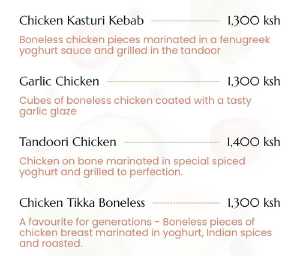 Chicken Kasturi Kebab 1,300 ksh
Boneless chicken pieces marinated in a fenugreek
yoghurt sauce and grilled in the tandoor
Garlic Chicken 1,300 ksh
Cubes of boneless chicken coated with a tasty
garlic glaze
Tandoori Chicken 1,400 ksh
Chicken on bone marinated in special spiced
yoghurt and grilled to perfection.
Chicken Tikka Boneless 1,300 ksh
A favourite for generations - Boneless pieces of
chicken breast marinated in yoghurt, Indian spices
and roasted.